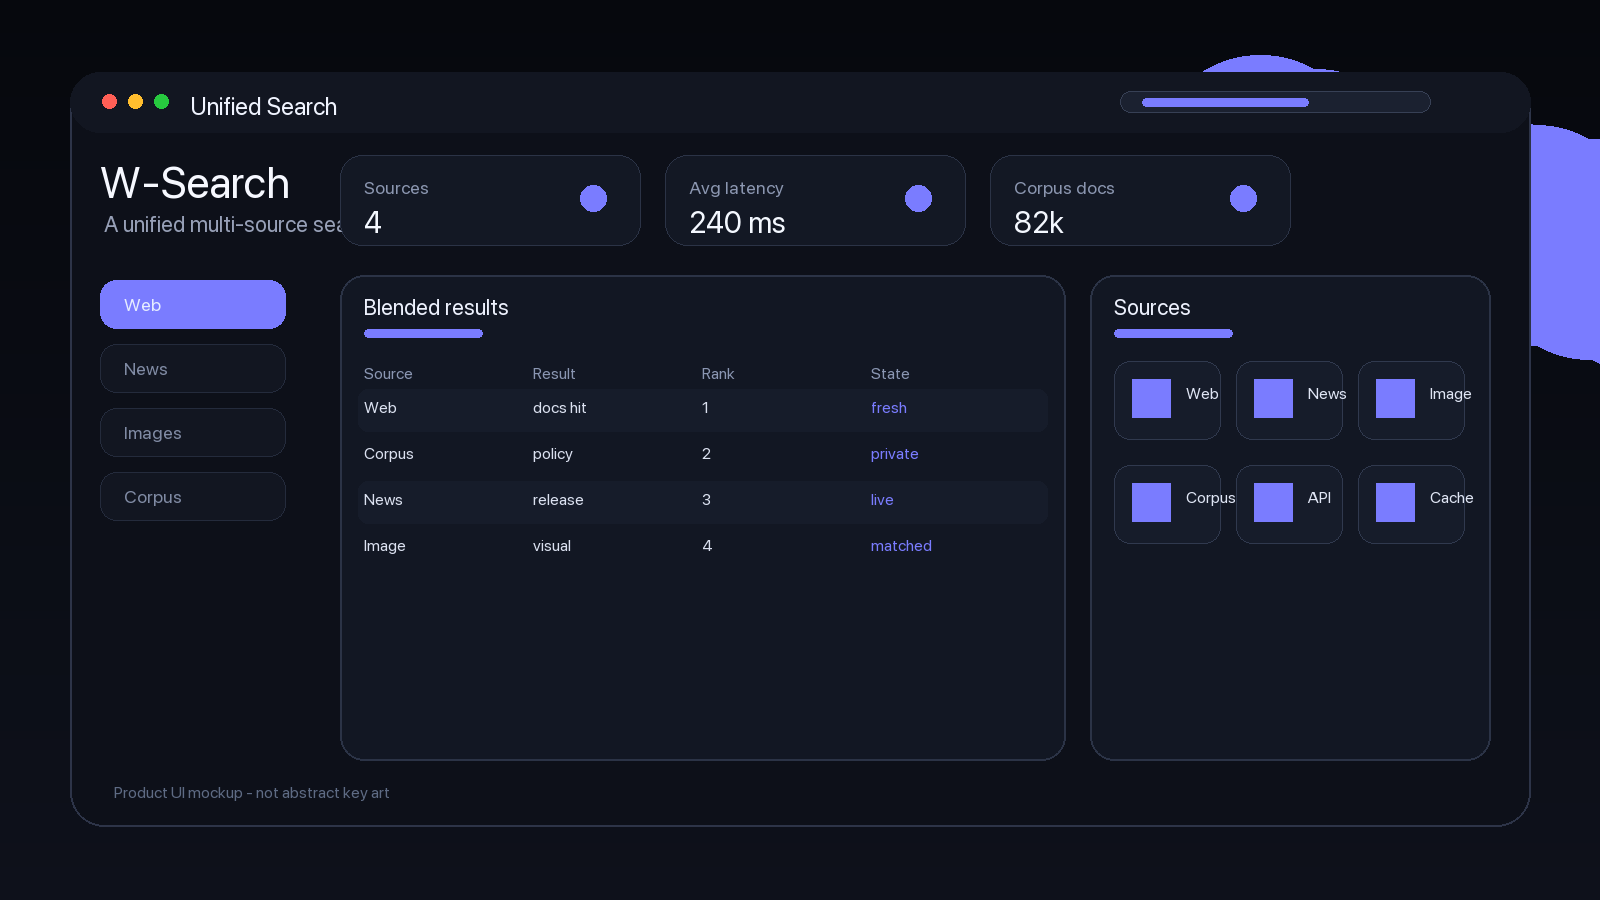 Unified Search
W-Search
A unified multi-source sea
Sources
4
Avg latency
240 ms
Corpus docs
82k
Web
News
Images
Corpus
Blended results
Source Result Rank State
Web docs hit 1 fresh
Corpus policy 2 private
News release 3 live
Image visual 4 matched
Sources
Web News Image
Corpus API Cache
Product UI mockup - not abstract key art